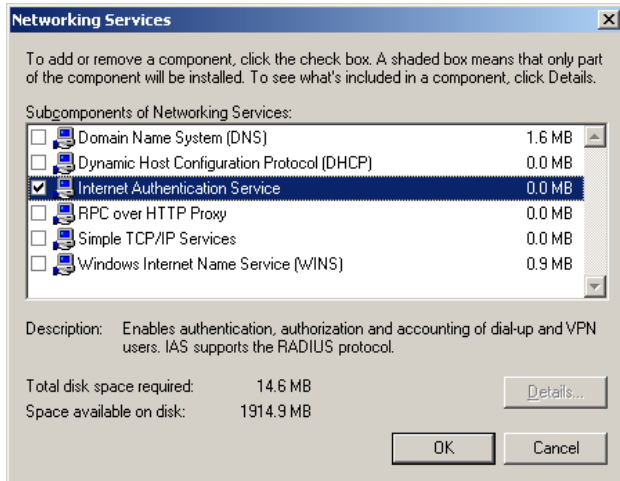 Networking Services
To add or remove a component, click the check box. A shaded box means that only part
of the component will be installed. To see what's included in a component, click Details.
Subcomponents of Networking Services:
Domain Name System (DNS) 1.6 MB
Dynamic Host Configuration Protocol (DHCP) 0.0 MB
Internet Authentication Service 0.0 MB
RPC over HTTP Proxy 0.0 MB
Simple TCP/IP Services 0.0 MB
Windows Internet Name Service (WINS) 0.9 MB
Description: Enables authentication, authorization and accounting of dial-up and VPN
users. IAS supports the RADIUS protocol.
Total disk space required: 14.6 MB
Details...
Space available on disk: 1914.9 MB
OK Cancel